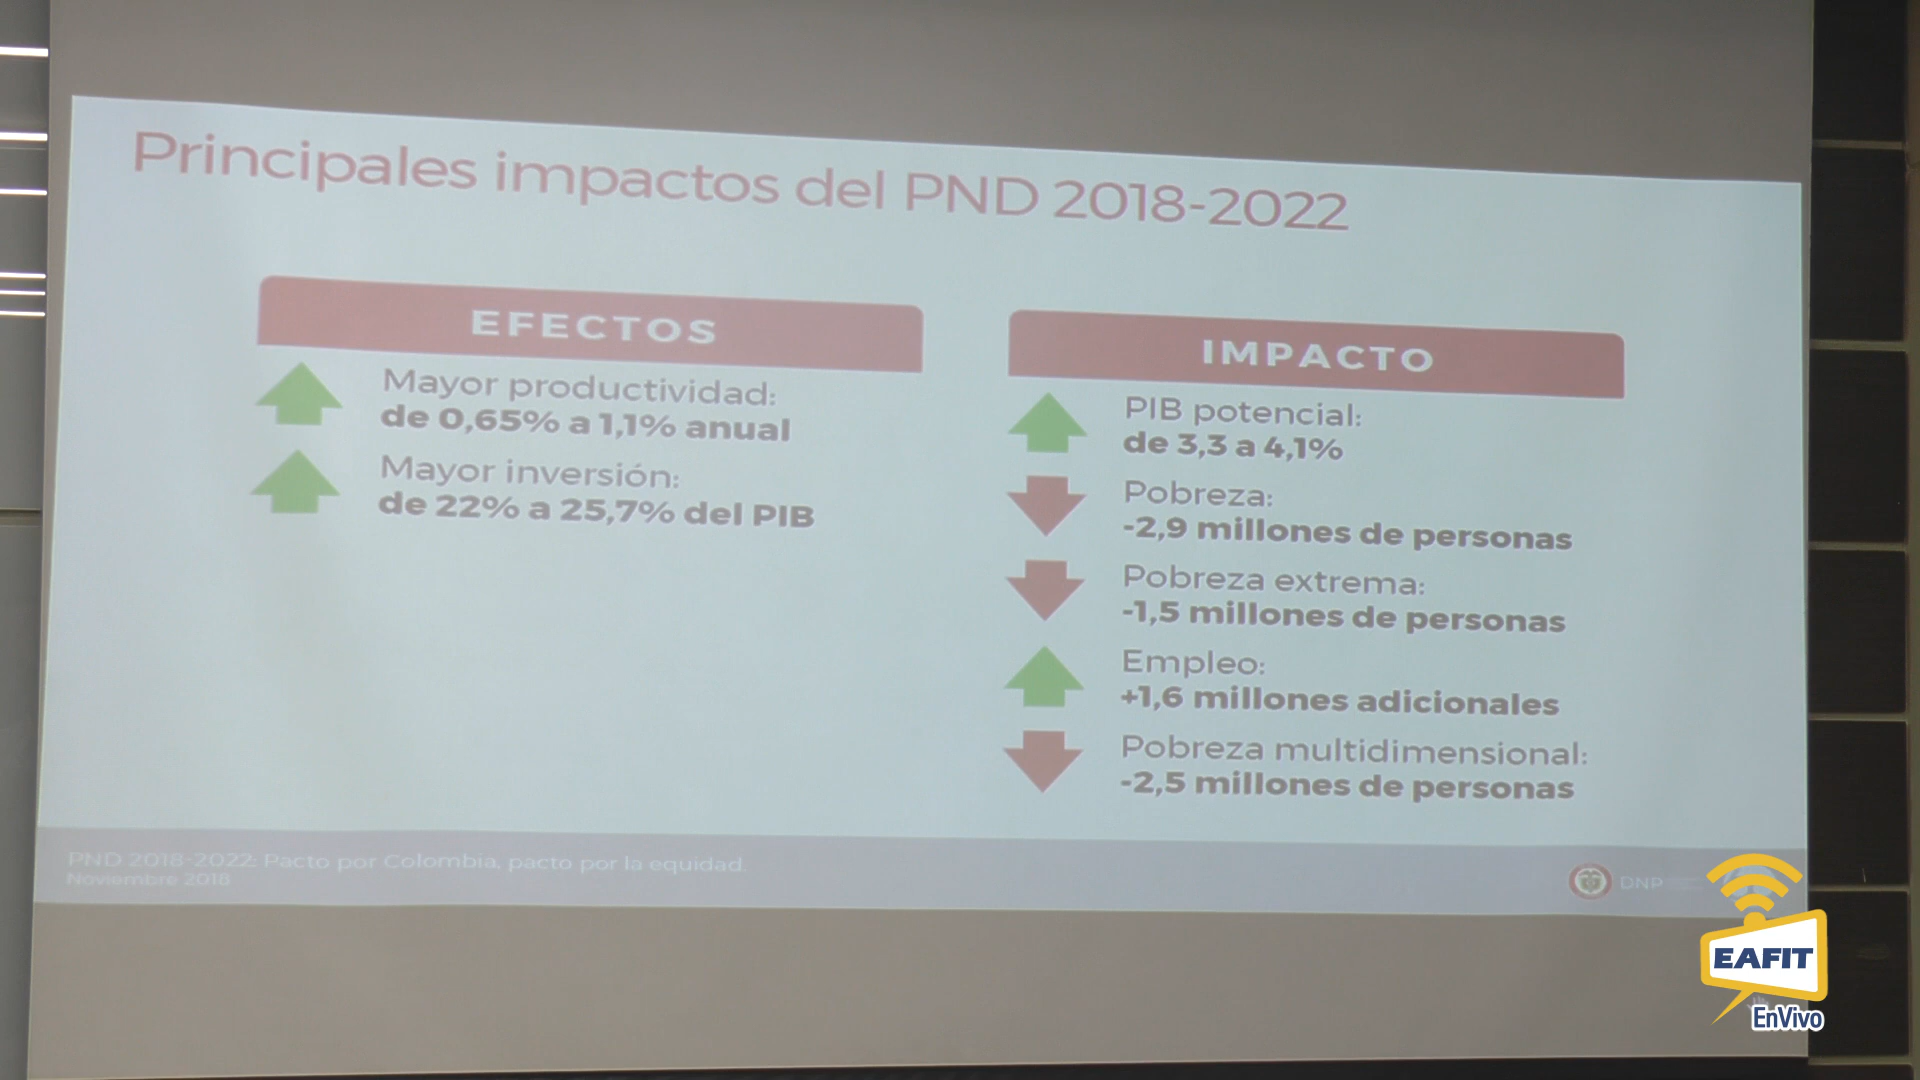 Principales impactos del PND 2018-2022
EFECTOS
Mayor productividad:
de 0,65% a 1,1% anual
Mayor inversión:
de 22% a 25,7% del PIB
IMPACTO
PIB potencial:
de 3,3 a 4,1%
Pobreza:
-2,9 millones de personas
Pobreza extrema:
-1,5 millones de personas
Empleo:
+1,6 millones adicionales
Pobreza multidimensional:
-2,5 millones de personas
PND 2018-2022: Pacto por Colombia, pacto por la equidad.
Noviembre 2018
DNP
EAFIT
EnVivo